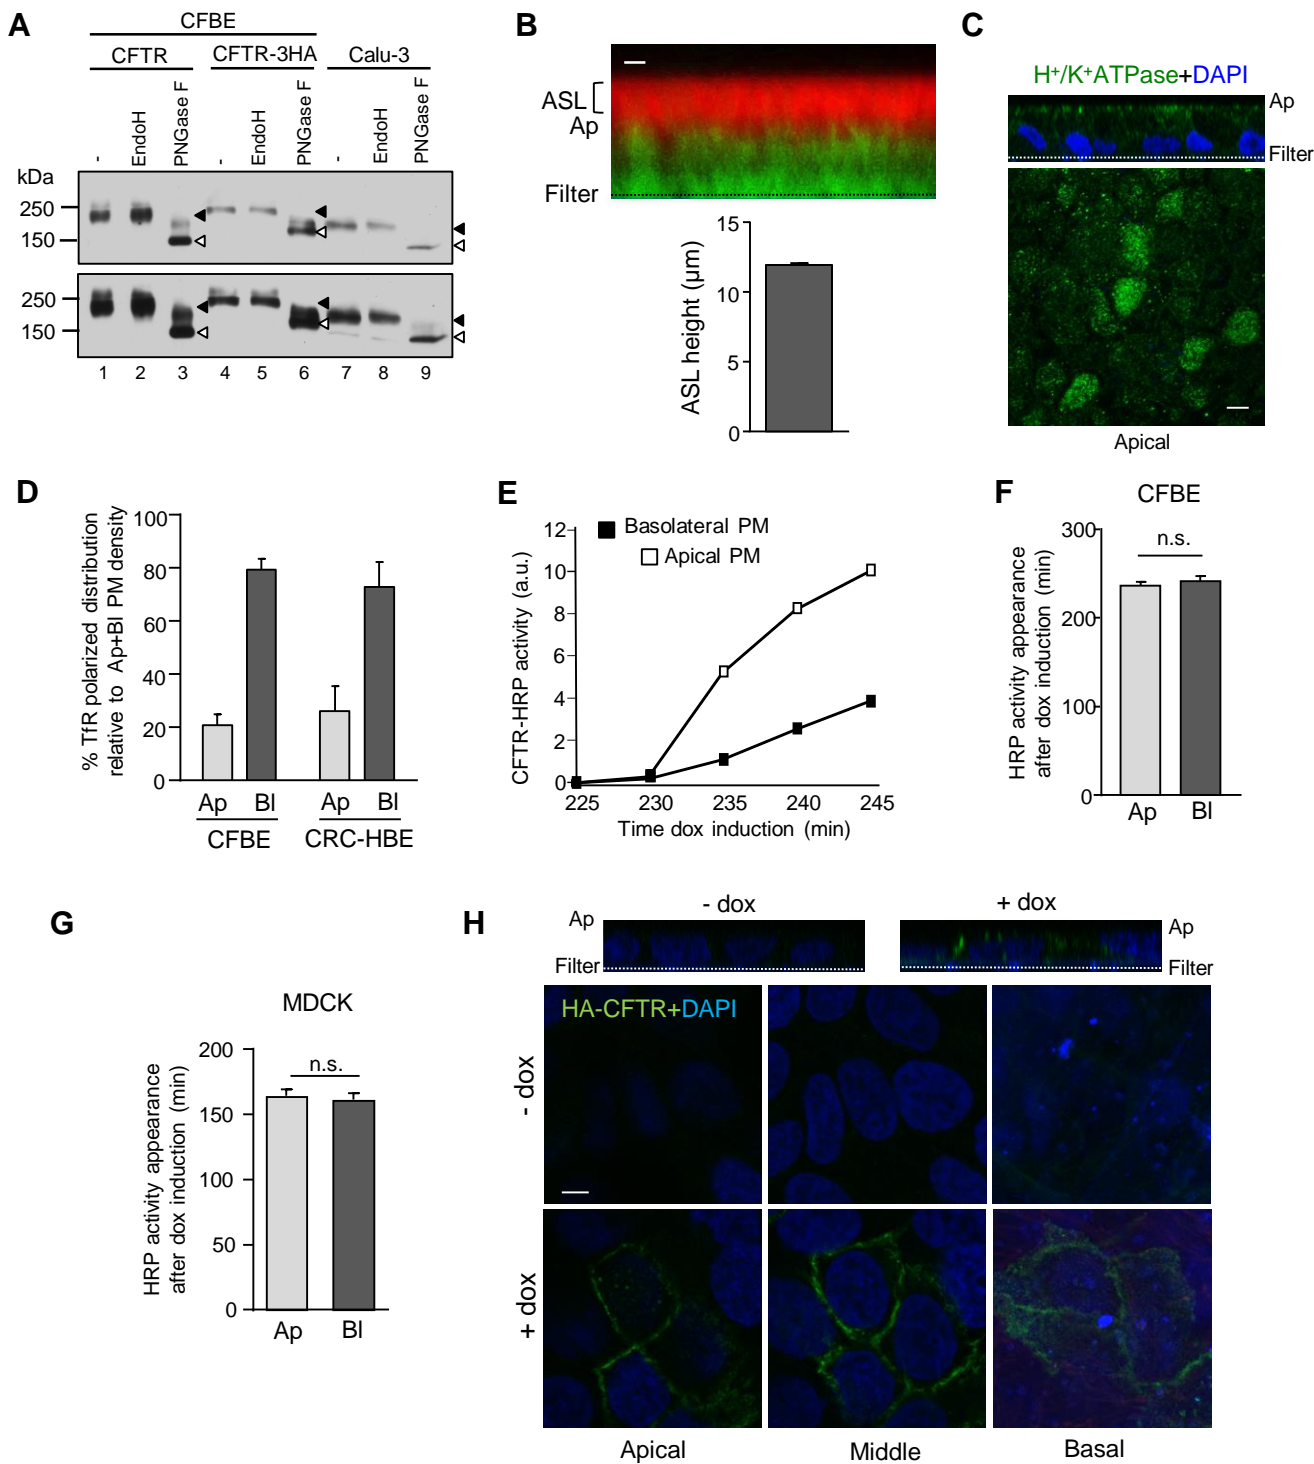 A
CFBE
CFTR
CFTR-3HA
Calu-3
-
EndoH
PNGase F
-
EndoH
PNGase F
-
EndoH
PNGase F
kDa
250
150
250
150
1 2 3 4 5 6 7 8 9
B
ASL
Ap
Filter
15
10
5
0
ASL height (μm)
C
H+/K+ATPase+DAPI
Ap
Filter
Apical
D
% TfR polarized distribution
relative to Ap+Bl PM density
100
80
60
40
20
0
Ap Bl Ap Bl
CFBE CRC-HBE
E
Basolateral PM
Apical PM
CFTR-HRP activity (a.u.)
12
10
8
6
4
2
0
225 230 235 240 245
Time dox induction (min)
F
CFBE
n.s.
HRP activity appearance
after dox induction (min)
300
200
100
0
Ap Bl
G
MDCK
n.s.
HRP activity appearance
after dox induction (min)
200
150
100
50
0
Ap Bl
H
- dox
+ dox
Ap
Filter
Ap
Filter
HA-CFTR+DAPI
- dox
+ dox
Apical Middle Basal